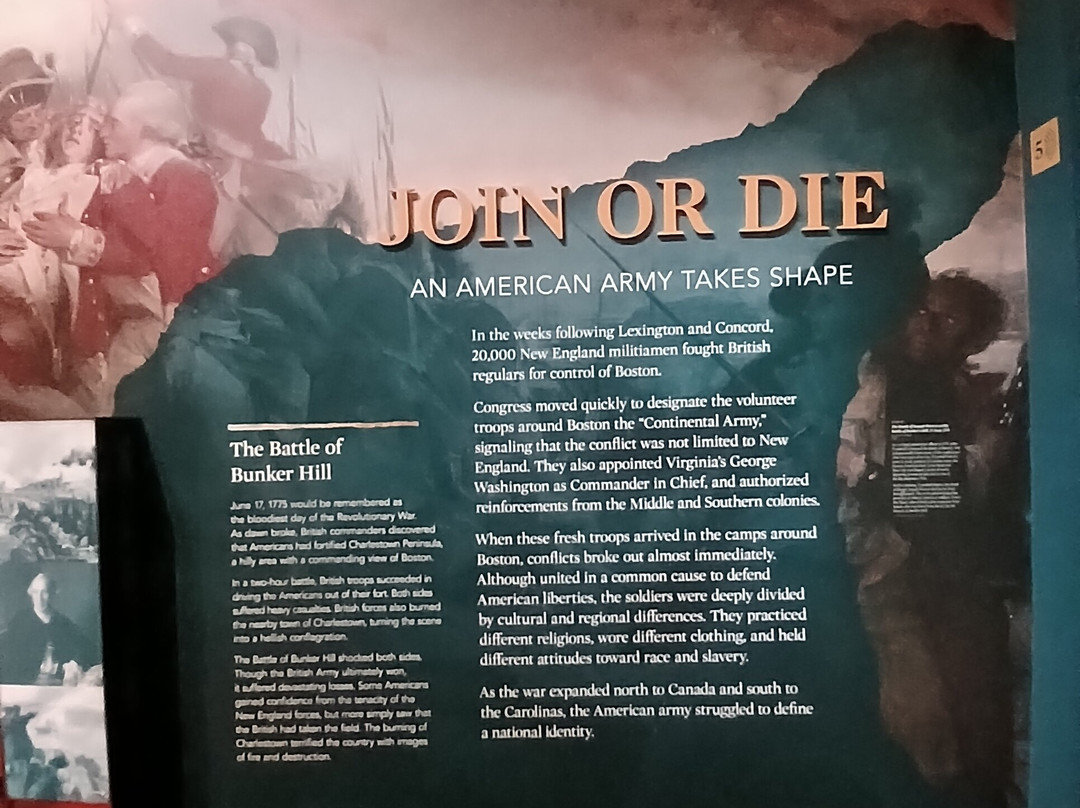 JOIN OR DIE
AN AMERICAN ARMY TAKES SHAPE
In the weeks following Lexington and Concord,
20,000 New England militiamen fought British
regulars for control of Boston.
Congress moved quickly to designate the volunteer
troops around Boston the “Continental Army,”
signaling that the conflict was not limited to New
England. They also appointed Virginia’s George
Washington as Commander in Chief, and authorized
reinforcements from the Middle and Southern colonies.
When these fresh troops arrived in the camps around
Boston, conflicts broke out almost immediately.
Although united in a common cause to defend
American liberties, the soldiers were deeply divided
by cultural and regional differences. They practiced
different religions, wore different clothing, and held
different attitudes toward race and slavery.
As the war expanded north to Canada and south to
the Carolinas, the American army struggled to define
a national identity.
The Battle of
Bunker Hill
June 17, 1775 would be remembered as
the bloodiest day of the Revolutionary War.
As dawn broke, British commanders discovered
that Americans had fortified Charlestown Peninsula,
a hilly area with a commanding view of Boston.
In a two-hour battle, British troops succeeded in
driving the Americans out of their fort. Both sides
suffered heavy casualties. British forces also burned
the nearby town of Charlestown, turning the scene
into a hellish conflagration.
The Battle of Bunker Hill shocked both sides.
Though the British Army ultimately won,
it suffered devastating losses. Some Americans
gained confidence from the tenacity of the
New England forces, but more simply saw that
the British had taken the field. The burning of
Charlestown terrified the country with images
of fire and destruction.
5